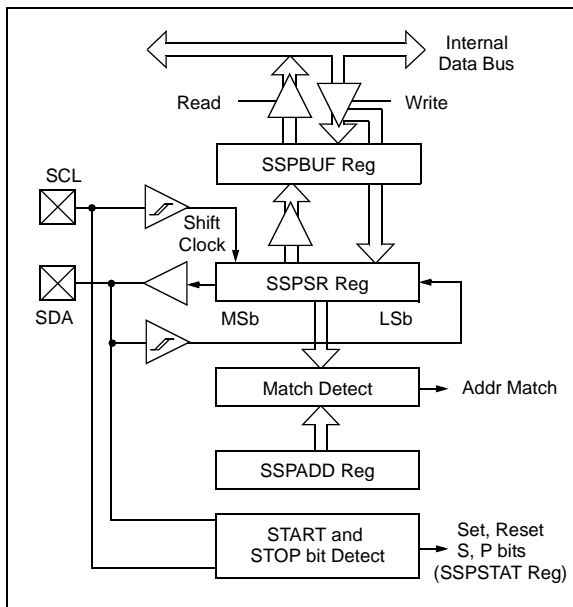 Internal
Data Bus
Read
Write
SSPBUF Reg
SCL
Shift
Clock
SSPSR Reg
SDA
MSb
LSb
Match Detect
Addr Match
SSPADD Reg
START and
STOP bit Detect
Set, Reset
S, P bits
(SSPSTAT Reg)